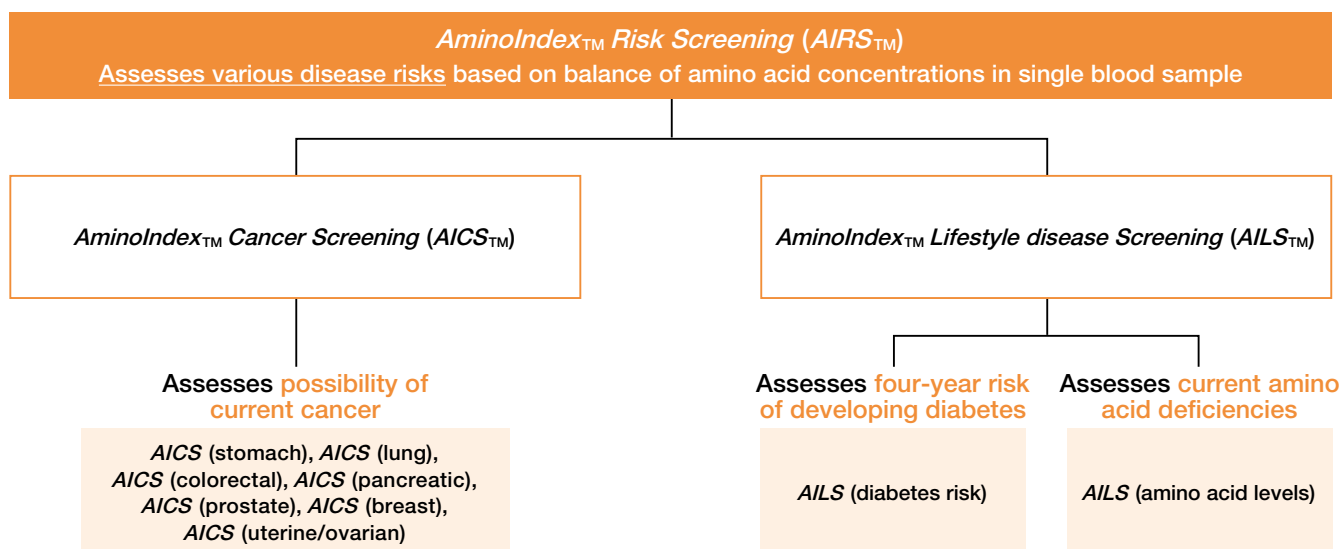 AminoIndex™ Risk Screening (AIRS™)
Assesses various disease risks based on balance of amino acid concentrations in single blood sample
AminoIndex™ Cancer Screening (AICS™)
AminoIndex™ Lifestyle disease Screening (AILS™)
Assesses possibility of
current cancer
AICS (stomach), AICS (lung),
AICS (colorectal), AICS (pancreatic),
AICS (prostate), AICS (breast),
AICS (uterine/ovarian)
Assesses four-year risk
of developing diabetes
AILS (diabetes risk)
Assesses current amino
acid deficiencies
AILS (amino acid levels)